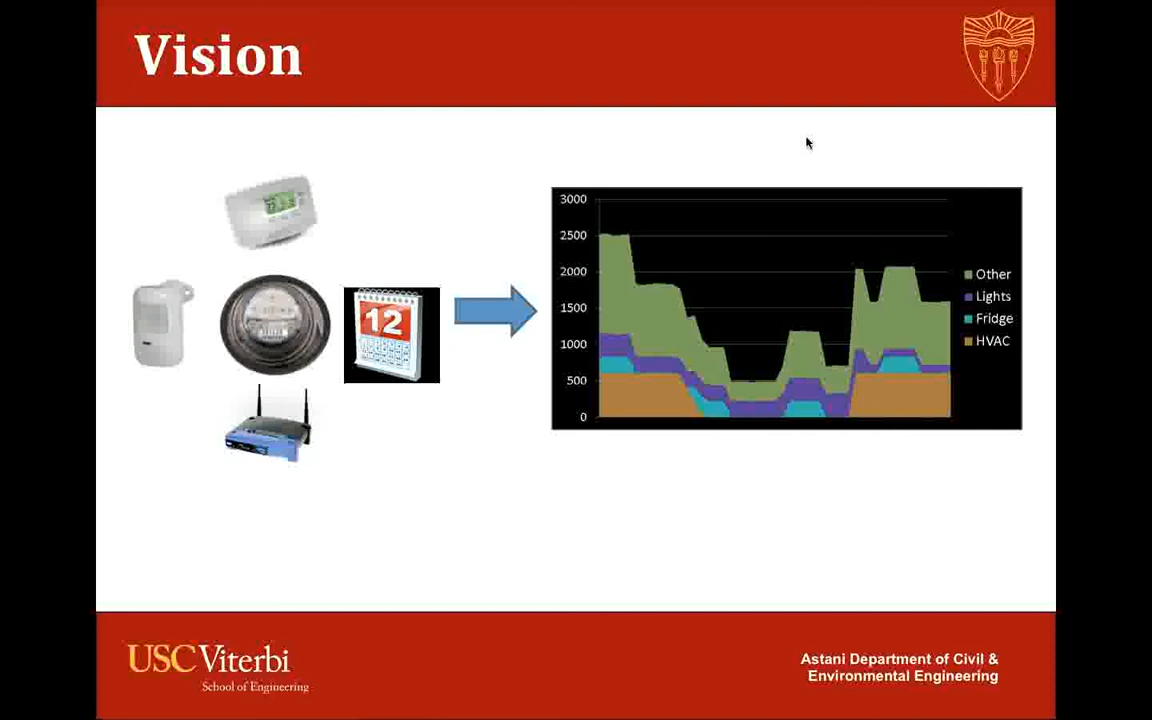 Vision
12
3000
2500
2000
1500
1000
500
0
Other
Lights
Fridge
HVAC
USC Viterbi
School of Engineering
Astani Department of Civil &
Environmental Engineering